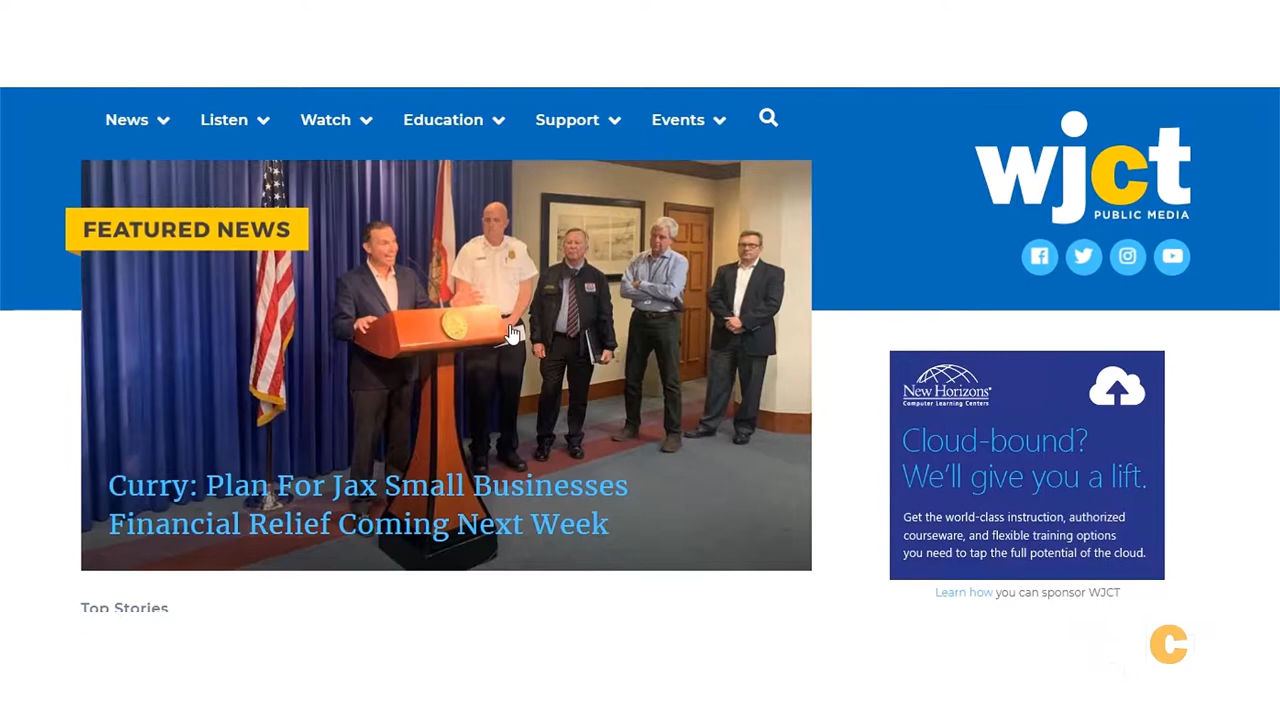 News
Listen
Watch
Education
Support
Events
wjct
PUBLIC MEDIA
FEATURED NEWS
Curry: Plan For Jax Small Businesses
Financial Relief Coming Next Week
New Horizons®
Computer Learning Centers
Cloud-bound?
We'll give you a lift.
Get the world-class instruction, authorized
courseware, and flexible training options
you need to tap the full potential of the cloud.
Learn how you can sponsor WJCT
Top Stories
C